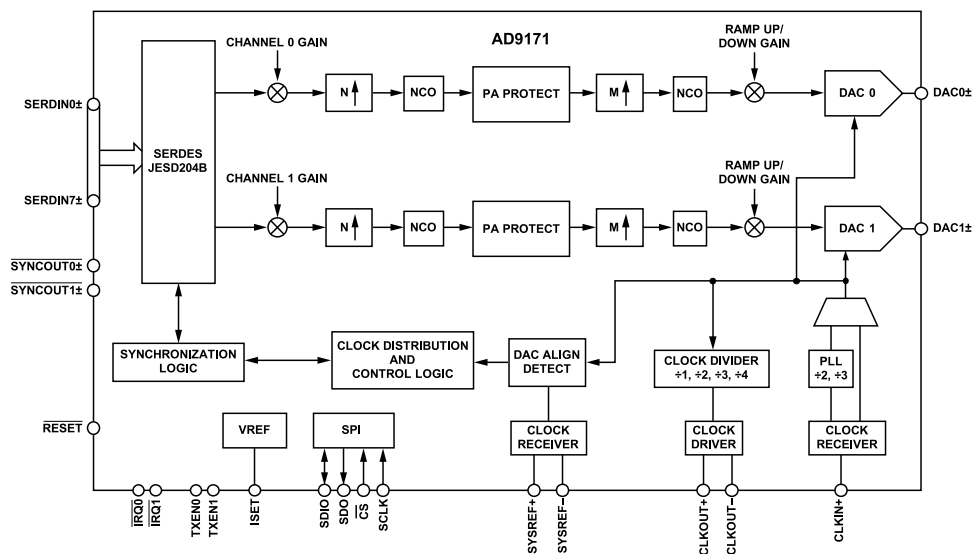 AD9171
CHANNEL 0 GAIN
RAMP UP/
DOWN GAIN
SERDIN0±
SERDES
JESD204B
N
NCO
PA PROTECT
M
NCO
DAC 0
DAC0±
SERDIN7±
CHANNEL 1 GAIN
RAMP UP/
DOWN GAIN
N
NCO
PA PROTECT
M
NCO
DAC 1
DAC1±
SYNCOUT0±
SYNCOUT1±
SYNCHRONIZATION
LOGIC
CLOCK DISTRIBUTION
AND
CONTROL LOGIC
DAC ALIGN
DETECT
CLOCK DIVIDER
÷1, ÷2, ÷3, ÷4
PLL
÷2, ÷3
RESET
VREF
SPI
CLOCK
RECEIVER
CLOCK
DRIVER
CLOCK
RECEIVER
IRQ0
IRQ1
TXEN0
TXEN1
ISET
SDIO
SDO
CS
SCLK
SYSREF+
SYSREF–
CLKOUT+
CLKOUT–
CLKIN+